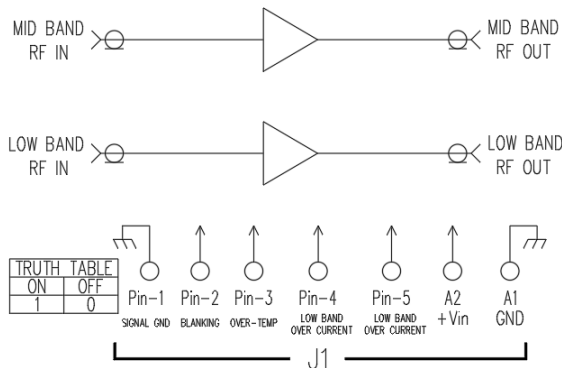 MID BAND
RF IN
MID BAND
RF OUT
LOW BAND
RF IN
LOW BAND
RF OUT
TRUTH TABLE
ON OFF
1 0
Pin-1
SIGNAL GND
Pin-2
BLANKING
Pin-3
OVER-TEMP
Pin-4
LOW BAND
OVER CURRENT
Pin-5
LOW BAND
OVER CURRENT
A2
+Vin
A1
GND
J1